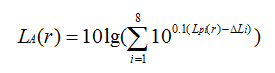 L_A(r) = 10lg(∑_{i=1}^{8} 10^{0.1(L_{pi}(r)−ΔL_i)})